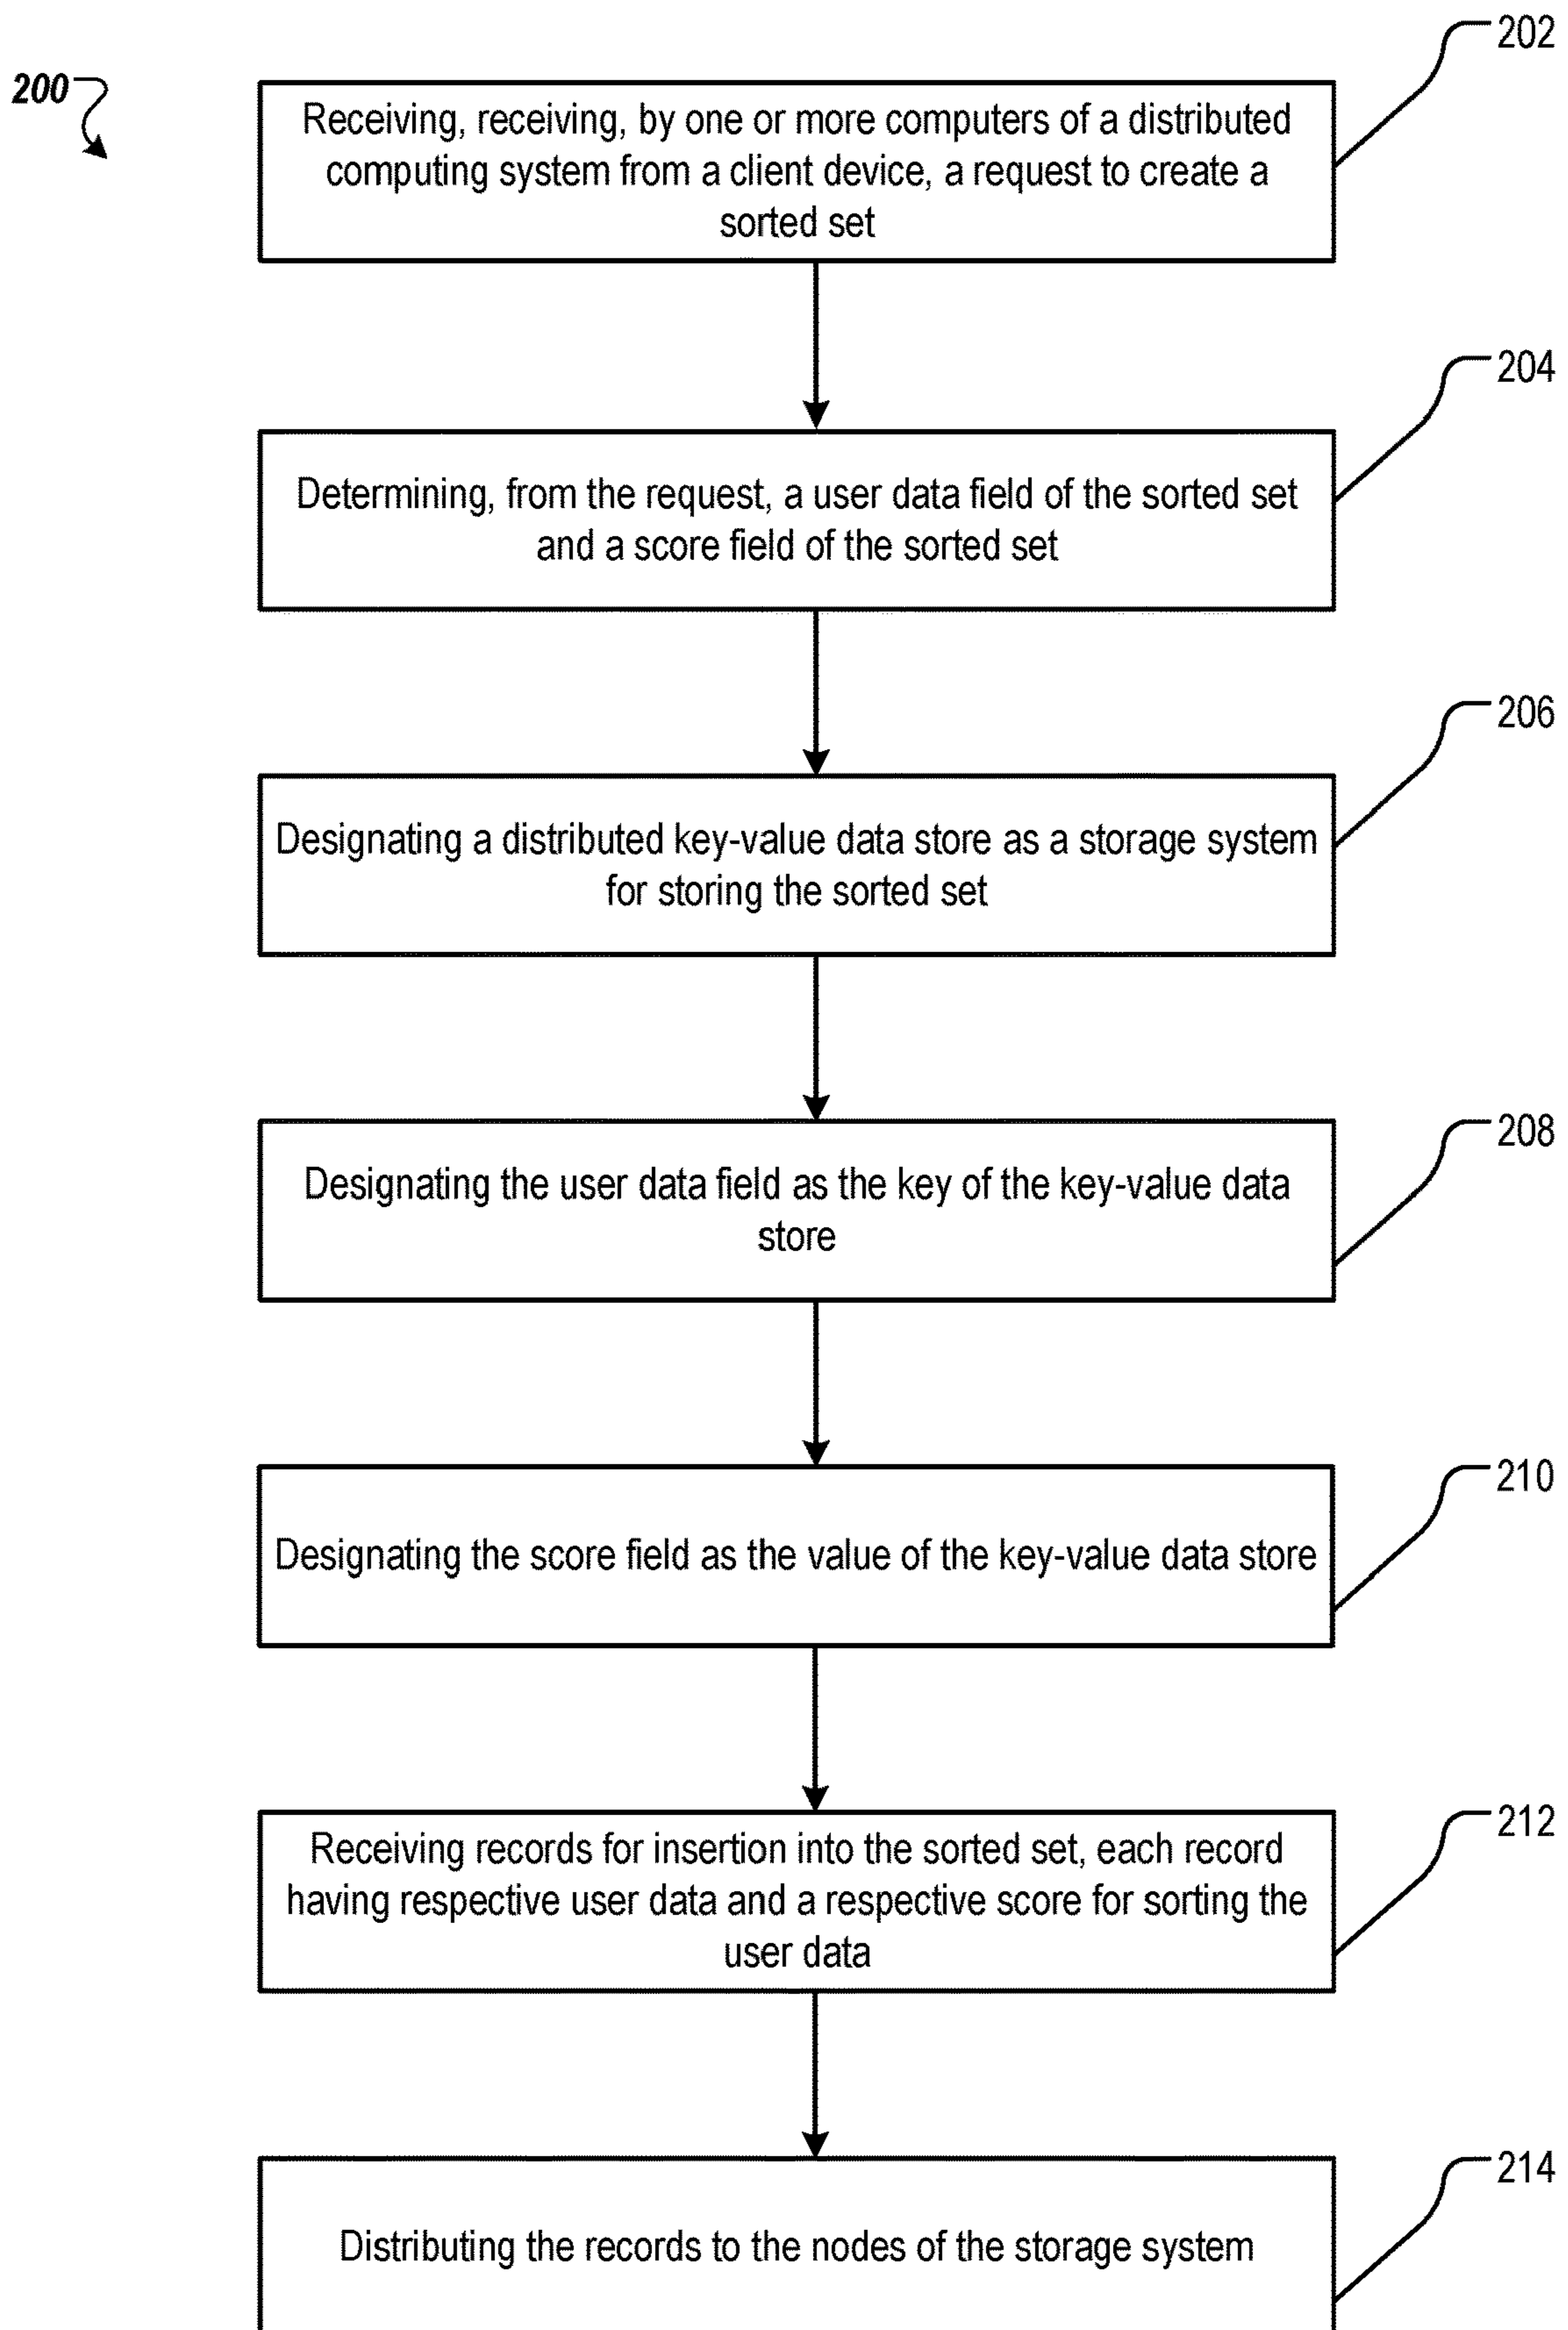 200
202
Receiving, receiving, by one or more computers of a distributed
computing system from a client device, a request to create a
sorted set
204
Determining, from the request, a user data field of the sorted set
and a score field of the sorted set
206
Designating a distributed key-value data store as a storage system
for storing the sorted set
208
Designating the user data field as the key of the key-value data
store
210
Designating the score field as the value of the key-value data store
212
Receiving records for insertion into the sorted set, each record
having respective user data and a respective score for sorting the
user data
214
Distributing the records to the nodes of the storage system